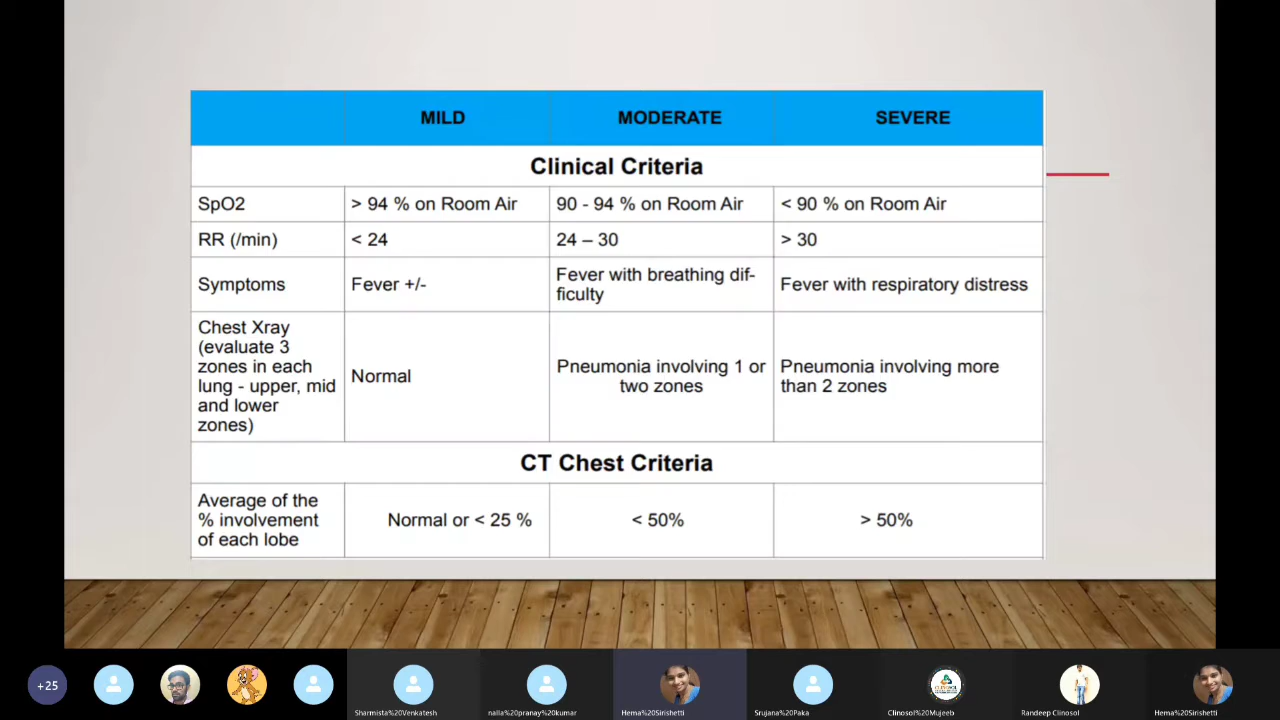 MILD MODERATE SEVERE
Clinical Criteria
SpO2 > 94 % on Room Air 90 - 94 % on Room Air < 90 % on Room Air
RR (/min) < 24 24 – 30 > 30
Symptoms Fever +/- Fever with breathing dif-
ficulty Fever with respiratory distress
Chest Xray
(evaluate 3
zones in each
lung - upper, mid
and lower
zones)
Normal
Pneumonia involving 1 or
two zones
Pneumonia involving more
than 2 zones
CT Chest Criteria
Average of the
% involvement
of each lobe
Normal or < 25 % < 50% > 50%
+25
Sharmista%20Venkatesh
nalla%20pranay%20kumar
Hema%20Sirishetti
Srujana%20Paka
CLINOSOL
Clinosol%20Mujeeb
Randeep Clinosol
Hema%20Sirishetti